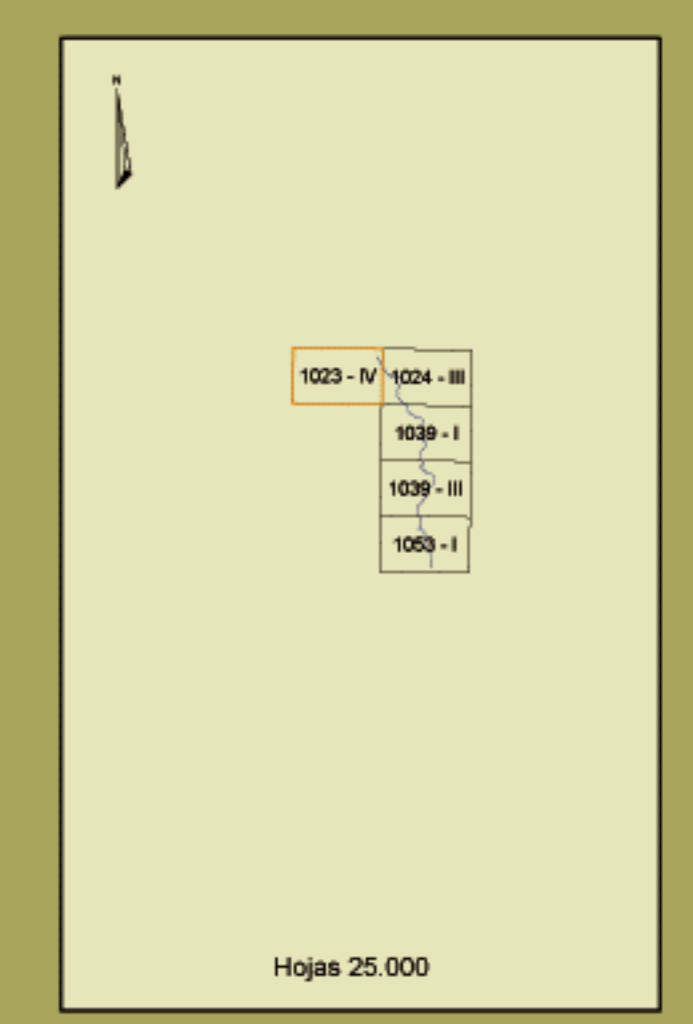 N
1023 - IV 1024 - III
1039 - I
1039 - III
1053 - I
Hojas 25.000